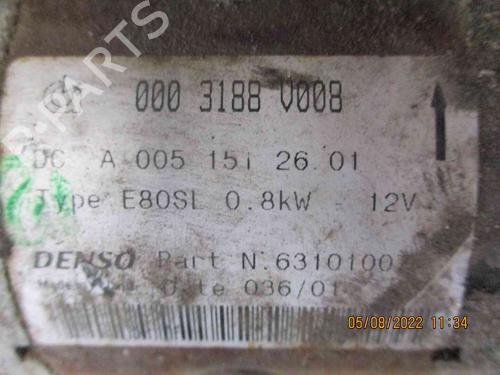 PARTS
000 3188 V008
DC A 005 151 26 01
Type E80SL 0.8kW - 12V
DENSO Part N.6310100
Date 036/01
05/08/2022 11:34